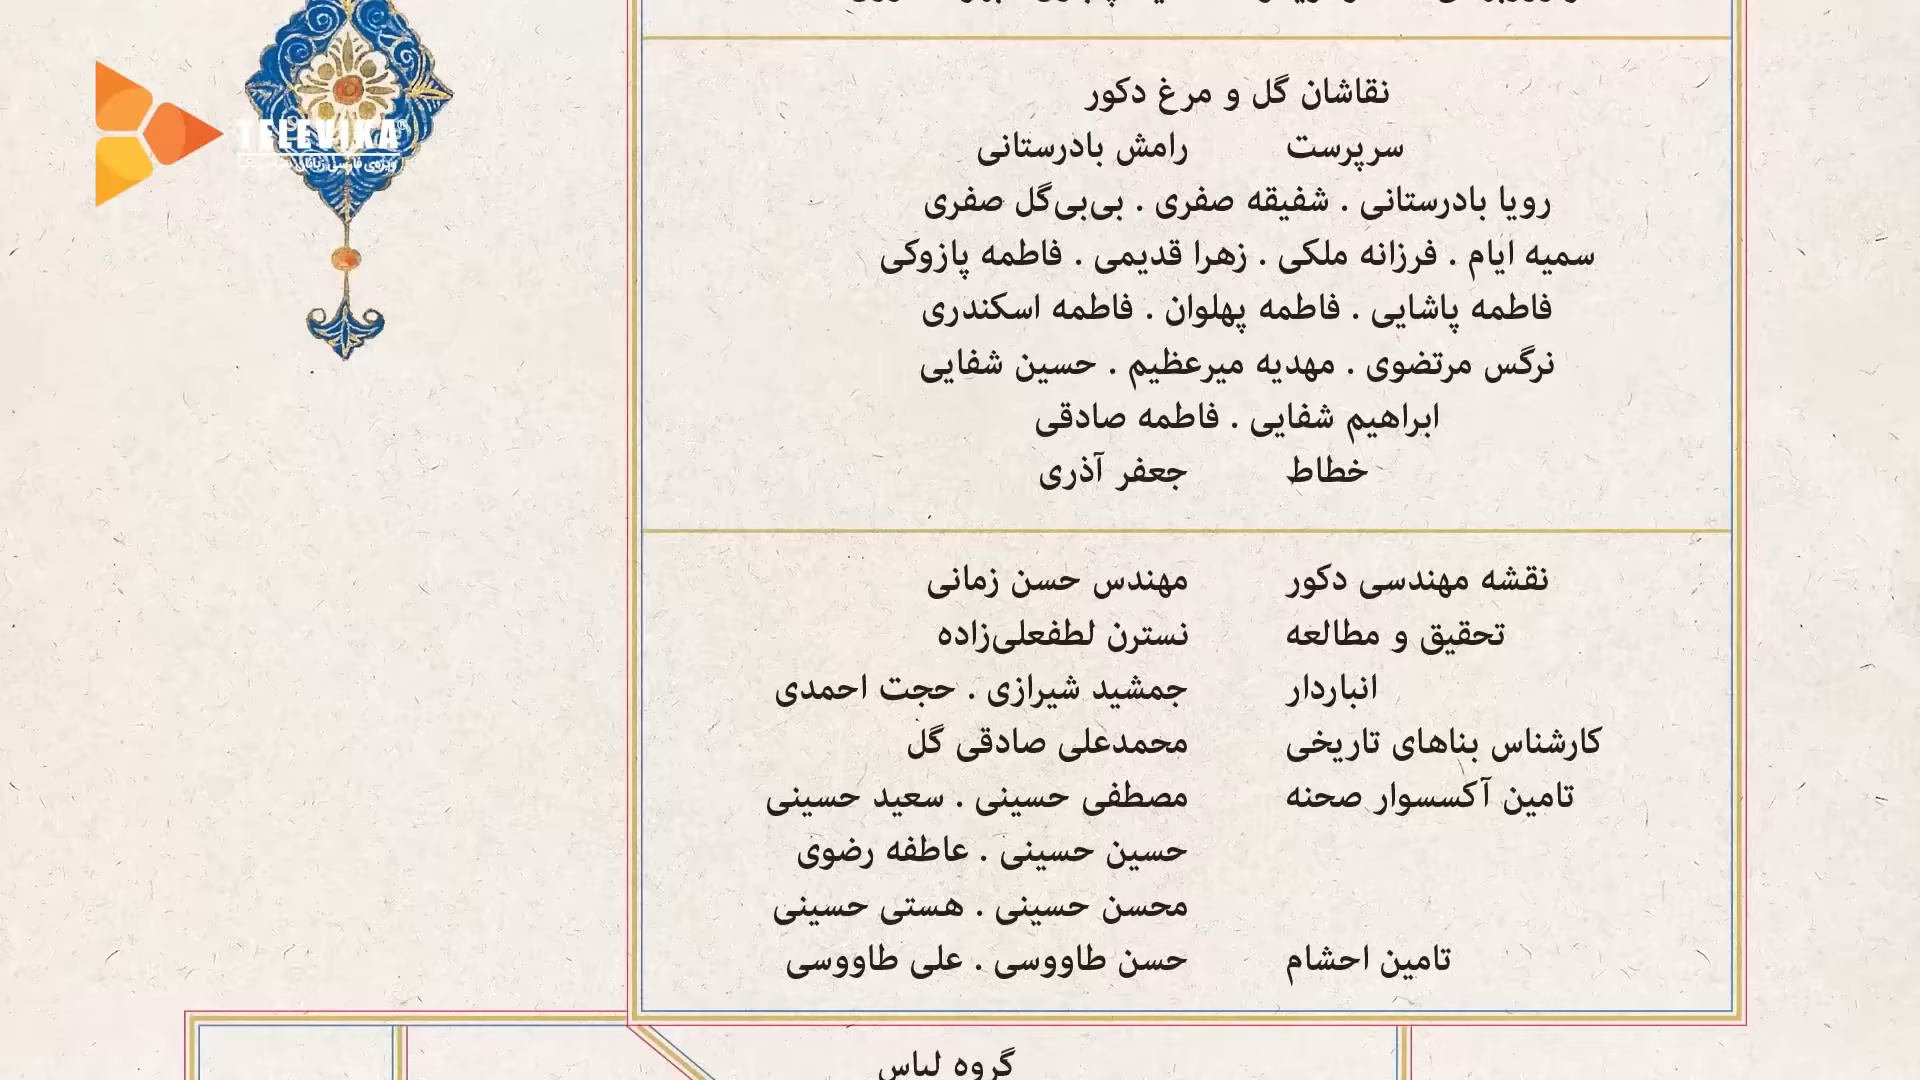 نقاشان گل و مرغ دکور
سرپرست رامش بادرستانی
رویا بادرستانی . شفیقه صفری . بی‌بی‌گل صفری
سمیه ایام . فرزانه ملکی . زهرا قدیمی . فاطمه پازوکی
فاطمه پاشایی . فاطمه پهلوان . فاطمه اسکندری
نرگس مرتضوی . مهدیه میرعظیم . حسین شفایی
ابراهیم شفایی . فاطمه صادقی
خطاط جعفر آذری
نقشه مهندسی دکور مهندس حسن زمانی
تحقیق و مطالعه نسترن لطفعلی‌زاده
انباردار جمشید شیرازی . حجت احمدی
کارشناس بناهای تاریخی محمدعلی صادقی گل
تامین آکسسوار صحنه مصطفی حسینی . سعید حسینی
حسین حسینی . عاطفه رضوی
محسن حسینی . هستی حسینی
تامین احشام حسن طاووسی . علی طاووسی
گروه لباس
TELEVIKA®
ویژه‌ی فارسی زبانان